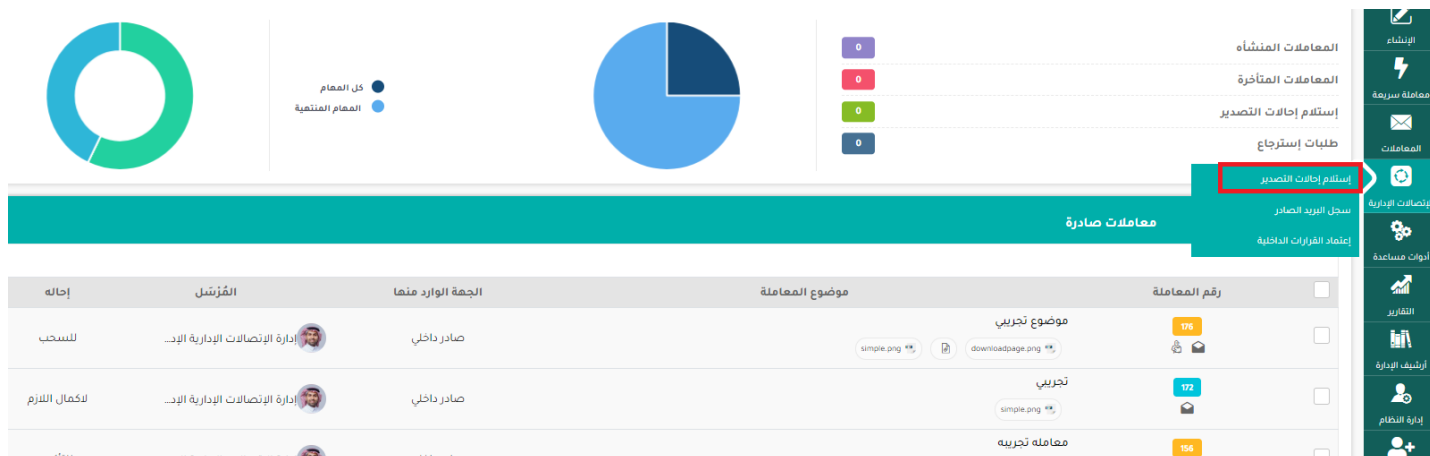 الإنشاء
معاملة سريعة
المعاملات
الإتصالات الإدارية
أدوات مساعدة
التقارير
أرشيف الإدارة
إدارة النظام
المعاملات المنشأه 0
المعاملات المتأخرة 0
إستلام إحالات التصدير 0
طلبات إسترجاع 0
كل المهام
المهام المنتهية
إستلام إحالات التصدير
سجل البريد الصادر
إعتماد القرارات الداخلية
معاملات صادرة
رقم المعاملة موضوع المعاملة الجهة الوارد منها المُرْسَل إحاله
176 موضوع تجريبي صادر داخلي إدارة الإتصالات الإدارية الإد... للسحب
downloadpage.png simple.png
172 تجريبي صادر داخلي إدارة الإتصالات الإدارية الإد... لاكمال اللازم
simple.png
156 معامله تجريبه